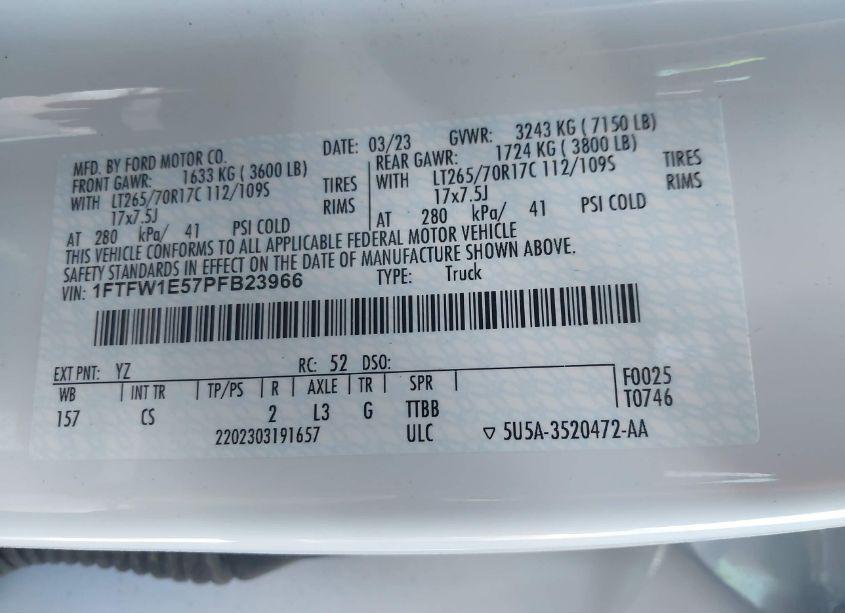 MFD. BY FORD MOTOR CO. DATE: 03/23 GVWR: 3243 KG ( 7150 LB)
FRONT GAWR: 1633 KG ( 3600 LB) REAR GAWR: 1724 KG ( 3800 LB)
WITH LT265/70R17C 112/109S TIRES WITH LT265/70R17C 112/109S TIRES
17x7.5J RIMS 17x7.5J RIMS
AT 280 kPa/ 41 PSI COLD AT 280 kPa/ 41 PSI COLD
THIS VEHICLE CONFORMS TO ALL APPLICABLE FEDERAL MOTOR VEHICLE
SAFETY STANDARDS IN EFFECT ON THE DATE OF MANUFACTURE SHOWN ABOVE.
VIN: 1FTFW1E57PFB23966 TYPE: Truck
EXT PNT: YZ RC: 52 DSO:
WB INT TR TP/PS R AXLE TR SPR F0025
157 CS 2 L3 G TTBB T0746
2202303191657 ULC ▽ 5U5A-3520472-AA